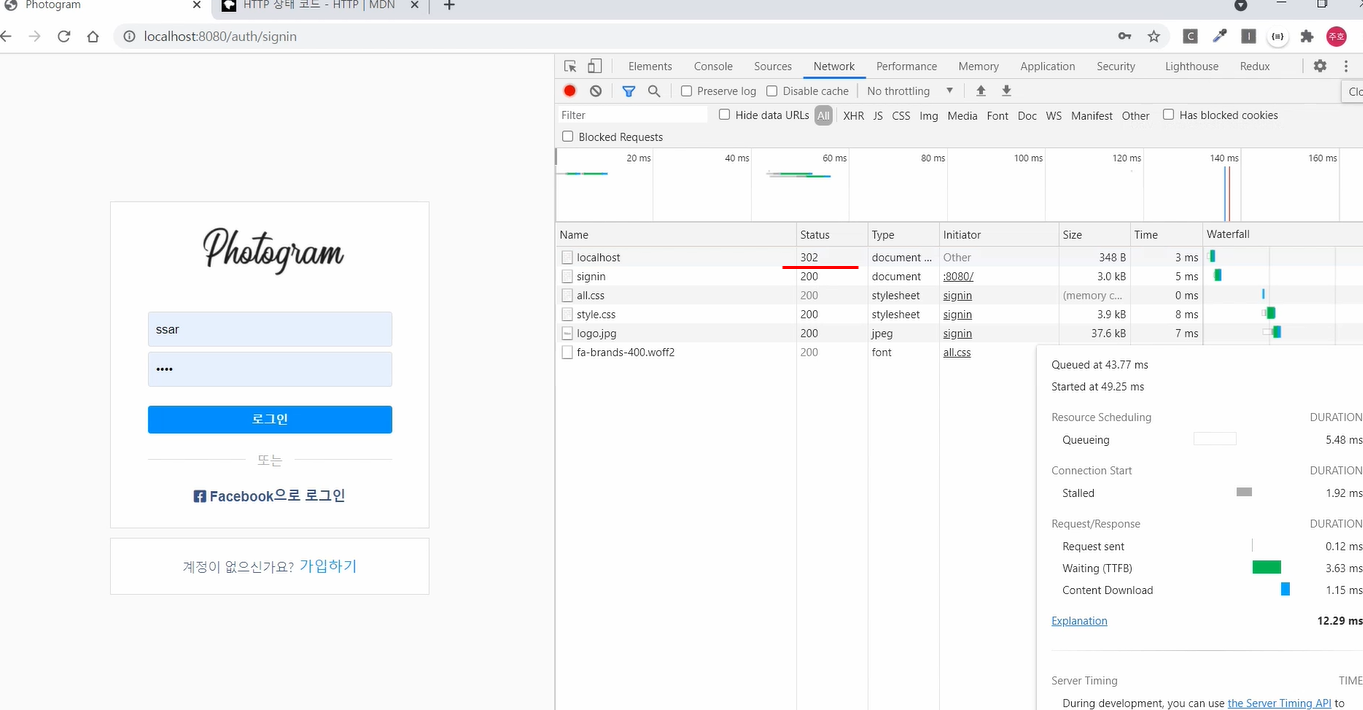 Photogram
HTTP 상태 코드 - HTTP | MDN
localhost:8080/auth/signin
주호
Elements Console Sources Network Performance Memory Application Security Lighthouse Redux
Preserve log Disable cache No throttling
Filter Hide data URLs All XHR JS CSS Img Media Font Doc WS Manifest Other Has blocked cookies
Blocked Requests
20 ms 40 ms 60 ms 80 ms 100 ms 120 ms 140 ms 160 ms
Name Status Type Initiator Size Time Waterfall
localhost 302 document ... Other 348 B 3 ms
signin 200 document :8080/ 3.0 kB 5 ms
all.css 200 stylesheet signin (memory c... 0 ms
style.css 200 stylesheet signin 3.9 kB 8 ms
logo.jpg 200 jpeg signin 37.6 kB 7 ms
fa-brands-400.woff2 200 font all.css
Queued at 43.77 ms
Started at 49.25 ms
Resource Scheduling DURATION
Queueing 5.48 ms
Connection Start DURATION
Stalled 1.92 ms
Request/Response DURATION
Request sent 0.12 ms
Waiting (TTFB) 3.63 ms
Content Download 1.15 ms
Explanation 12.29 ms
Server Timing TIME
During development, you can use the Server Timing API to
Photogram
ssar
••••
로그인
또는
Facebook으로 로그인
계정이 없으신가요? 가입하기